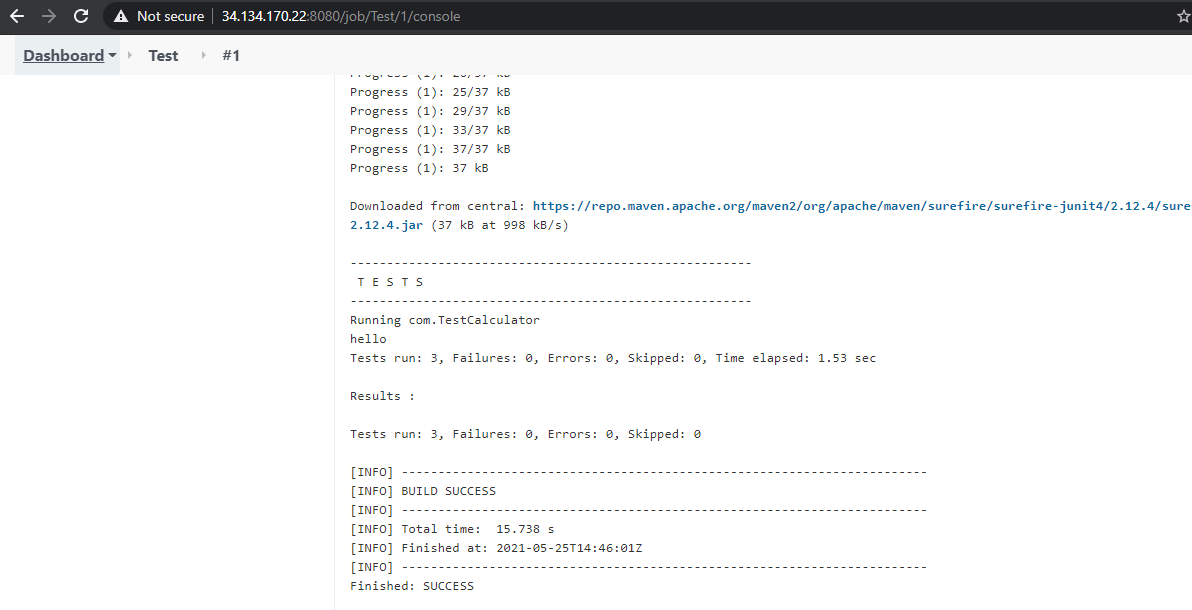 Not secure | 34.134.170.22:8080/job/Test/1/console
Dashboard Test #1
Progress (1): 25/37 kB
Progress (1): 29/37 kB
Progress (1): 33/37 kB
Progress (1): 37/37 kB
Progress (1): 37 kB
Downloaded from central: https://repo.maven.apache.org/maven2/org/apache/maven/surefire/surefire-junit4/2.12.4/sure
2.12.4.jar (37 kB at 998 kB/s)
-------------------------------------------------------
T E S T S
-------------------------------------------------------
Running com.TestCalculator
hello
Tests run: 3, Failures: 0, Errors: 0, Skipped: 0, Time elapsed: 1.53 sec
Results :
Tests run: 3, Failures: 0, Errors: 0, Skipped: 0
[INFO] ------------------------------------------------------------------------
[INFO] BUILD SUCCESS
[INFO] ------------------------------------------------------------------------
[INFO] Total time:  15.738 s
[INFO] Finished at: 2021-05-25T14:46:01Z
[INFO] ------------------------------------------------------------------------
Finished: SUCCESS